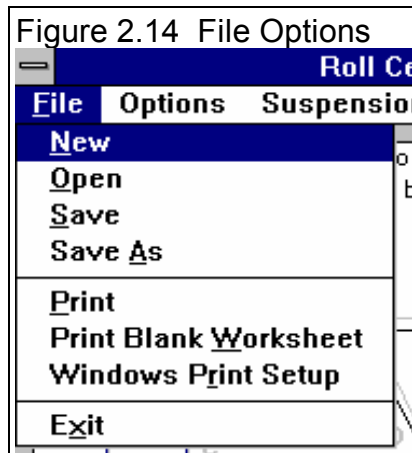 Figure 2.14 File Options
Roll
File Options
New
Open
Save
Save As
Print
Print Blank Worksheet
Windows Print Setup
Exit